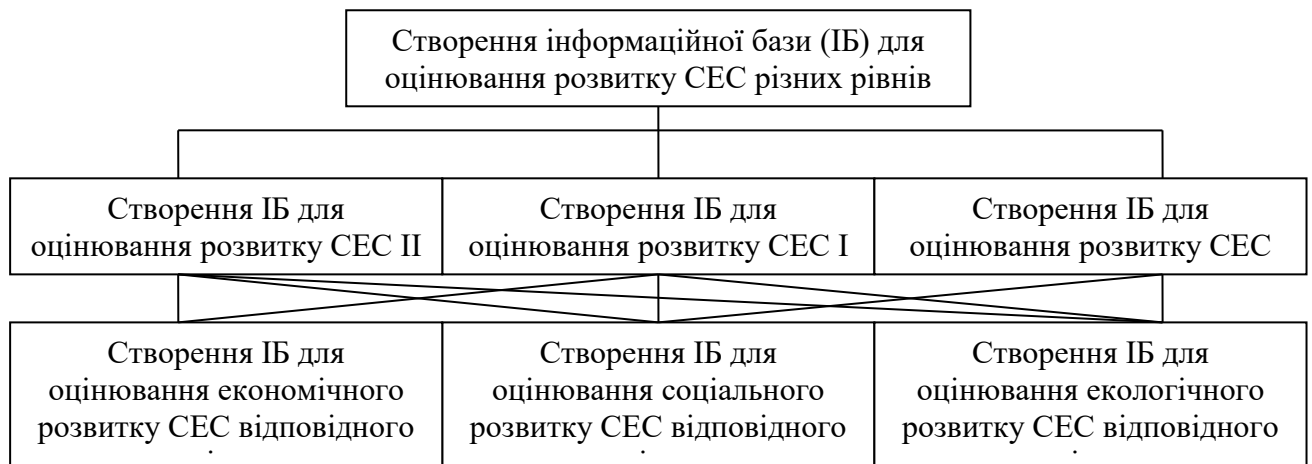 Створення інформаційної бази (ІБ) для
оцінювання розвитку СЕС різних рівнів
Створення ІБ для
оцінювання розвитку СЕС ІІ
Створення ІБ для
оцінювання розвитку СЕС І
Створення ІБ для
оцінювання розвитку СЕС
Створення ІБ для
оцінювання економічного
розвитку СЕС відповідного
Створення ІБ для
оцінювання соціального
розвитку СЕС відповідного
Створення ІБ для
оцінювання екологічного
розвитку СЕС відповідного